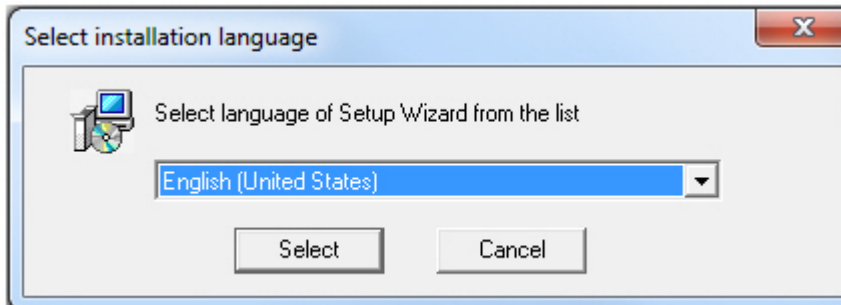 Select installation language
Select language of Setup Wizard from the list
English (United States)
Select Cancel